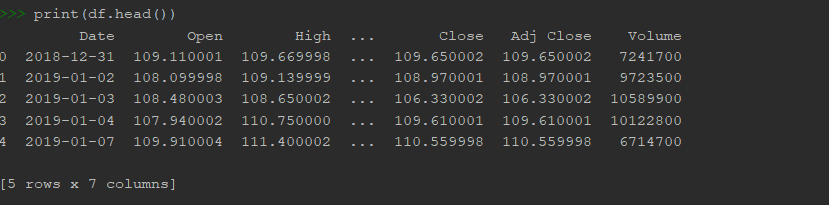 >>> print(df.head())
Date Open High ... Close Adj Close Volume
0 2018-12-31 109.110001 109.669998 ... 109.650002 109.650002 7241700
1 2019-01-02 108.099998 109.139999 ... 108.970001 108.970001 9723500
2 2019-01-03 108.480003 108.650002 ... 106.330002 106.330002 10589900
3 2019-01-04 107.940002 110.750000 ... 109.610001 109.610001 10122800
4 2019-01-07 109.910004 111.400002 ... 110.559998 110.559998 6714700
[5 rows x 7 columns]